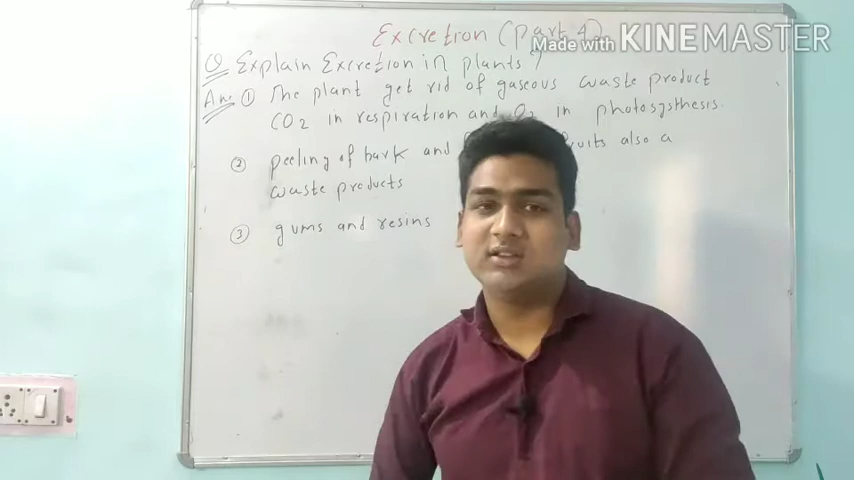 Excretion (part 4)
Made with KINEMASTER
Q Explain Excretion in plants ?
Ans ① The plant get rid of gaseous waste product
CO2 in respiration and O2 in photosysthesis.
② peeling of bark and fruits also a
waste products
③ gums and resins